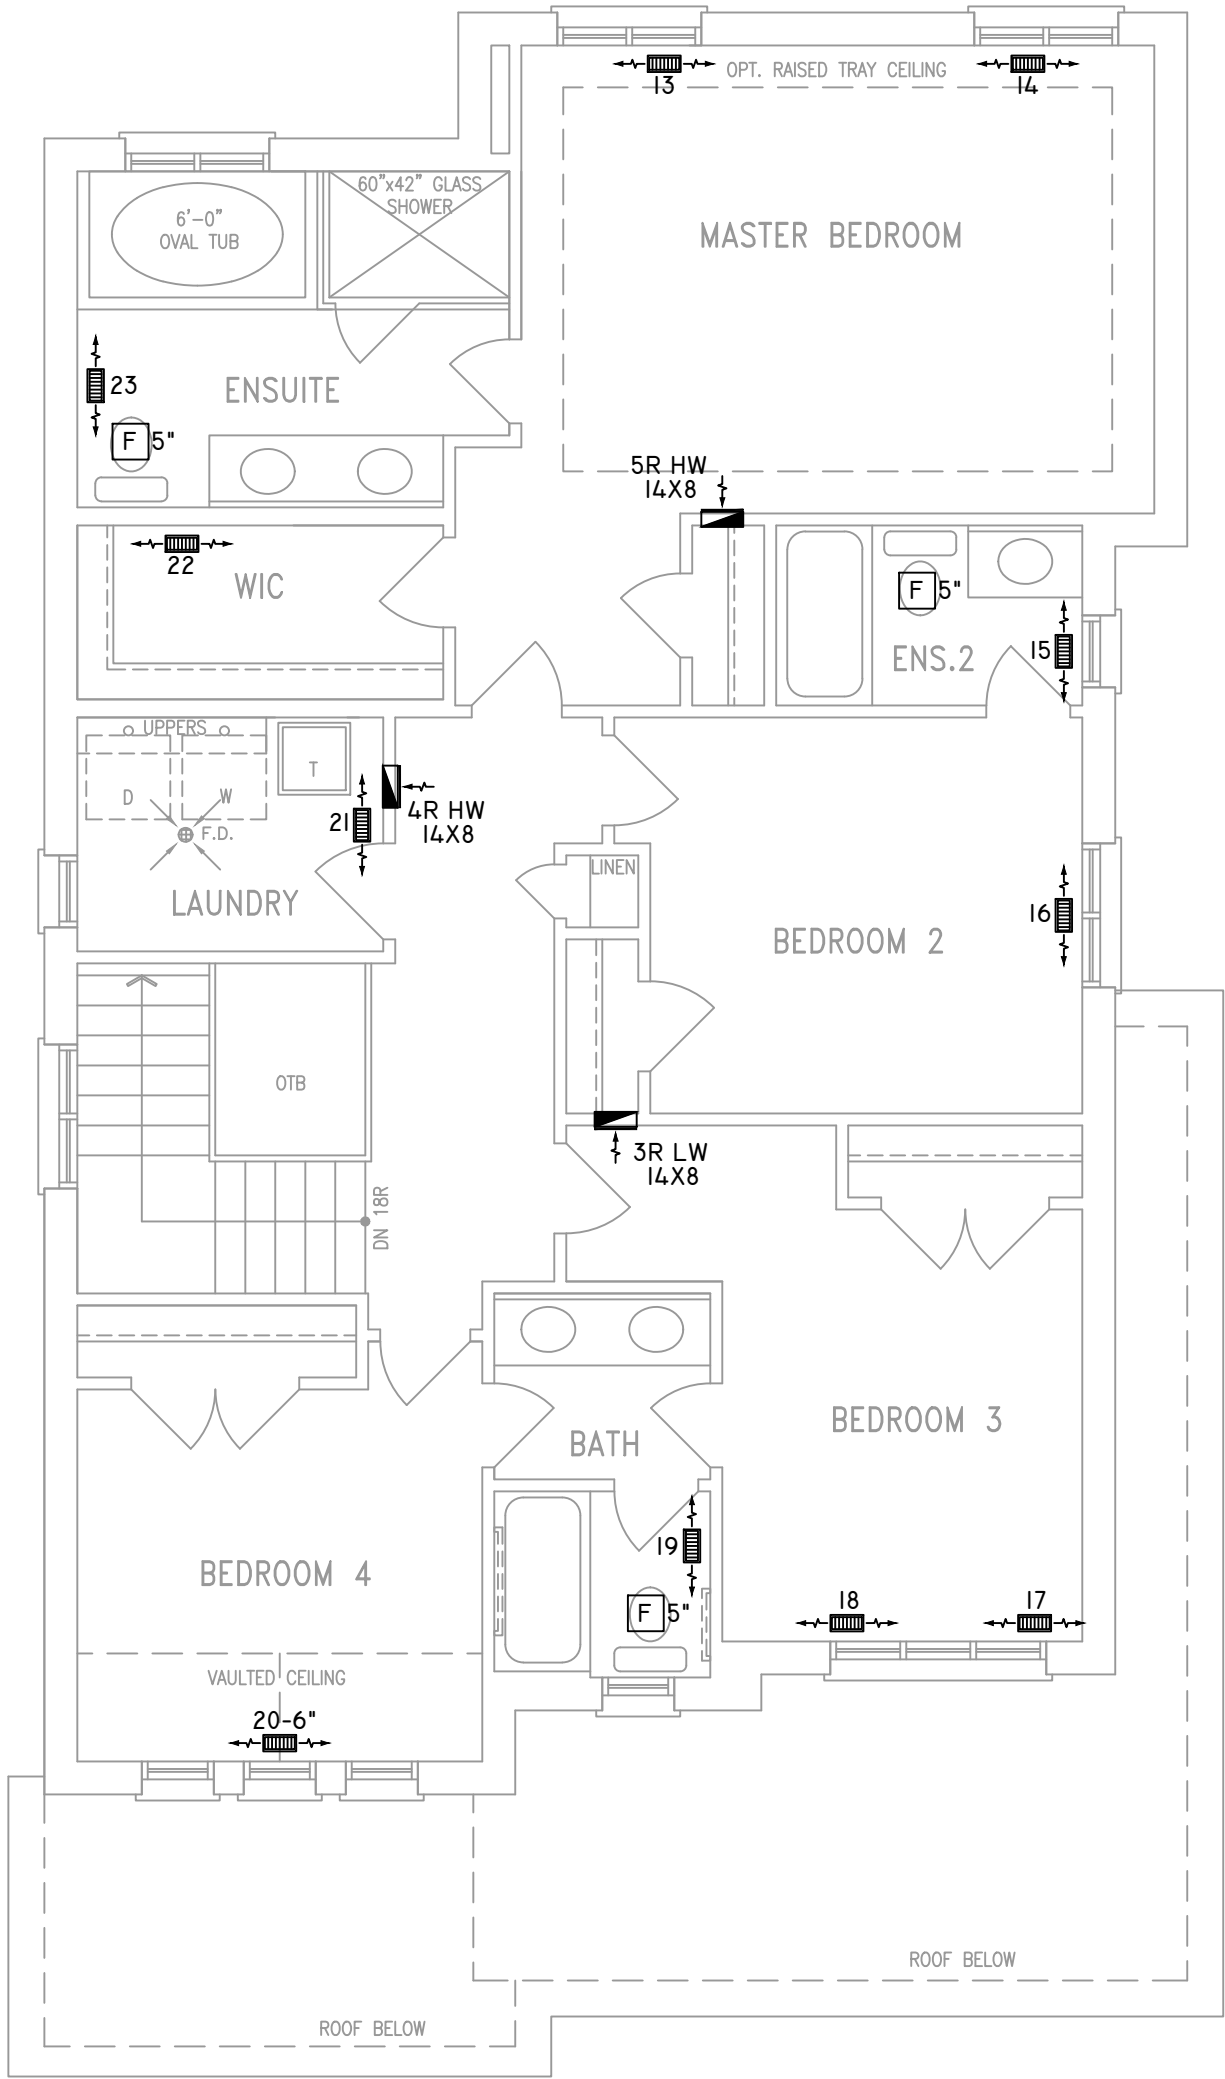 OPT. RAISED TRAY CEILING
13
14
60"x42" GLASS
SHOWER
6'-0"
OVAL TUB
MASTER BEDROOM
23
ENSUITE
F 5"
5R HW
14X8
22
WIC
F 5"
15
ENS.2
UPPERS
T
D
W
F.D.
21
4R HW
14X8
LINEN
LAUNDRY
16
BEDROOM 2
OTB
3R LW
14X8
DN 18R
BEDROOM 3
BATH
19
BEDROOM 4
F 5"
18
17
VAULTED CEILING
20-6"
ROOF BELOW
ROOF BELOW